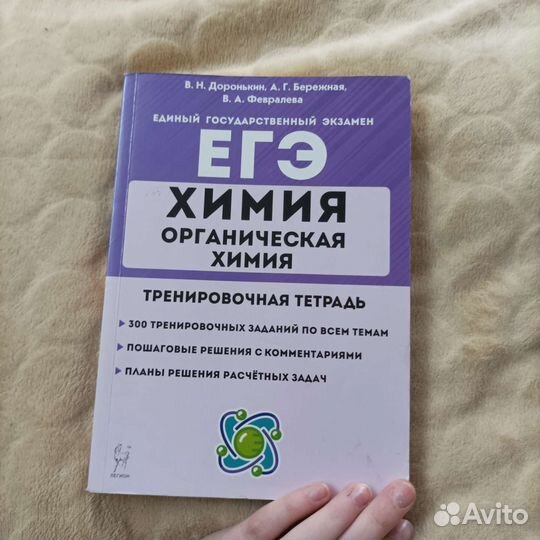 В. Н. Доронькин, А. Г. Бережная,
В. А. Февралева
ЕДИНЫЙ ГОСУДАРСТВЕННЫЙ ЭКЗАМЕН
ЕГЭ
ХИМИЯ
ОРГАНИЧЕСКАЯ
ХИМИЯ
ТРЕНИРОВОЧНАЯ ТЕТРАДЬ
300 ТРЕНИРОВОЧНЫХ ЗАДАНИЙ ПО ВСЕМ ТЕМАМ
ПОШАГОВЫЕ РЕШЕНИЯ С КОММЕНТАРИЯМИ
ПЛАНЫ РЕШЕНИЯ РАСЧЁТНЫХ ЗАДАЧ
ЛЕГИОН
Avito